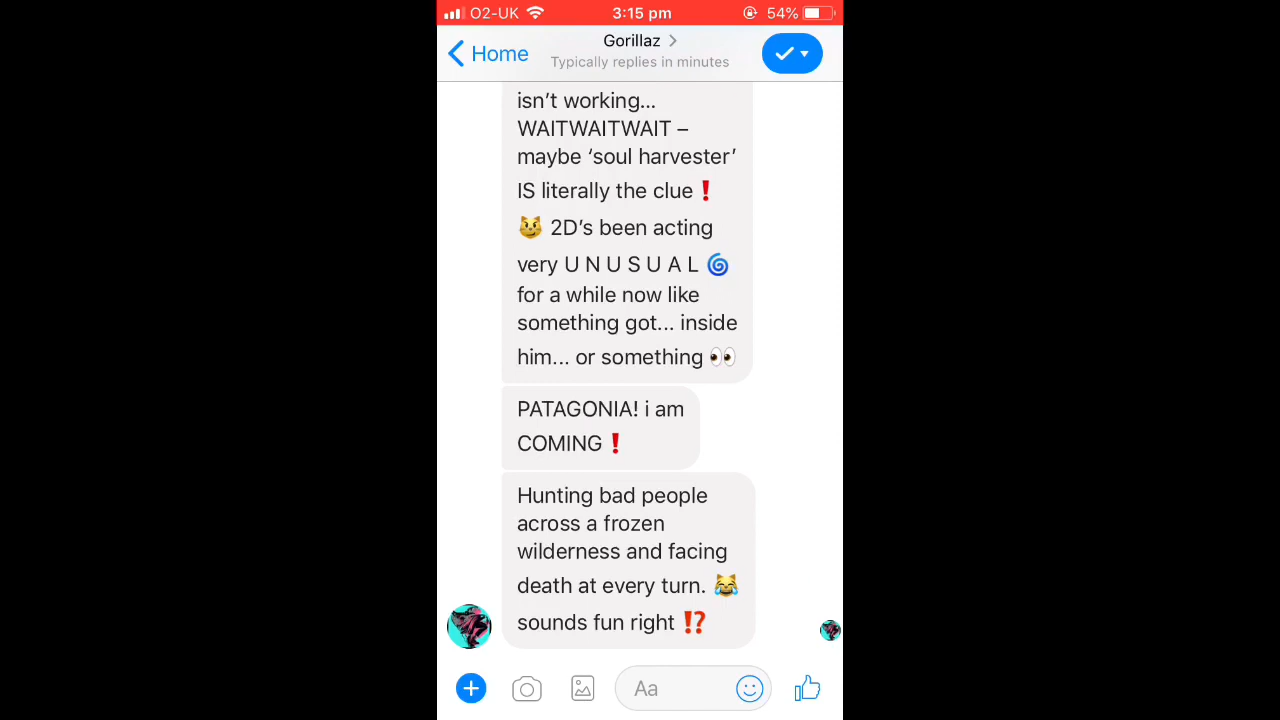 O2-UK 3:15 pm 54%
Home Gorillaz
Typically replies in minutes
isn’t working...
WAITWAITWAIT –
maybe ‘soul harvester’
IS literally the clue❗
😼 2D’s been acting
very U N U S U A L 🌀
for a while now like
something got... inside
him... or something 👀
PATAGONIA! i am
COMING❗
Hunting bad people
across a frozen
wilderness and facing
death at every turn. 😹
sounds fun right ⁉️
Aa